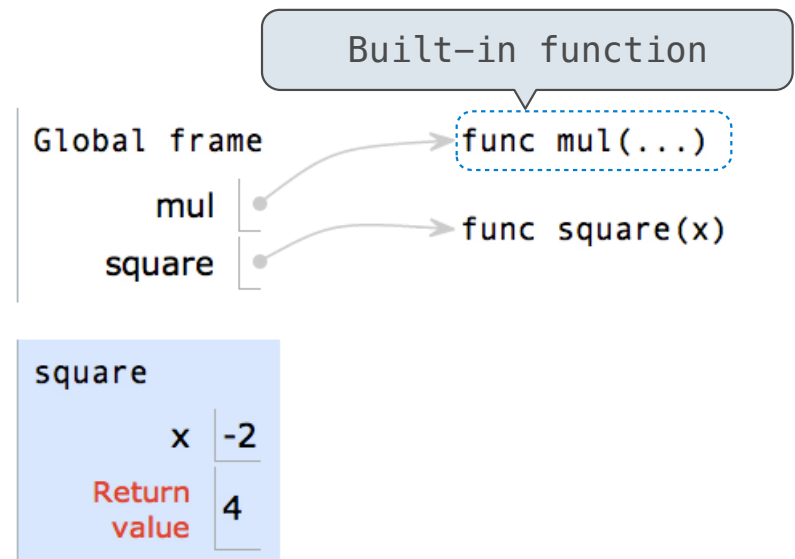 Built-in function
Global frame
func mul(...)
mul
func square(x)
square
square
x -2
Return
value 4